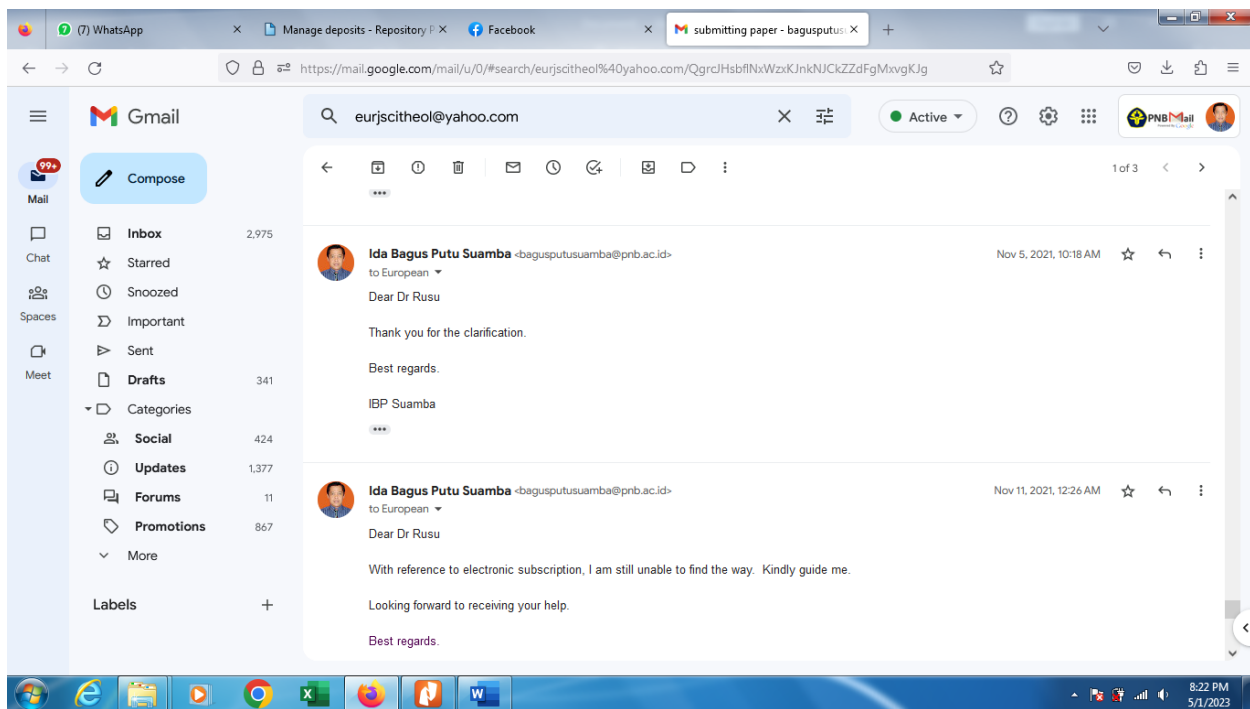 (7) WhatsApp
Manage deposits - Repository P
Facebook
submitting paper - bagusputus
https://mail.google.com/mail/u/0/#search/eurjscitheol%40yahoo.com/QgrcJHsbflNxWzxKJnkNJCkZZdFgMxvgKJg
Gmail
eurjscitheol@yahoo.com
Active
PNBMail
99+
Mail
Chat
Spaces
Meet
Compose
1 of 3
Inbox 2,975
Starred
Snoozed
Important
Sent
Drafts 341
Categories
Social 424
Updates 1,377
Forums 11
Promotions 867
More
Labels
Ida Bagus Putu Suamba <bagusputusuamba@pnb.ac.id> Nov 5, 2021, 10:18 AM
to European
Dear Dr Rusu
Thank you for the clarification.
Best regards.
IBP Suamba
Ida Bagus Putu Suamba <bagusputusuamba@pnb.ac.id> Nov 11, 2021, 12:26 AM
to European
Dear Dr Rusu
With reference to electronic subscription, I am still unable to find the way. Kindly guide me.
Looking forward to receiving your help.
Best regards.
8:22 PM
5/1/2023